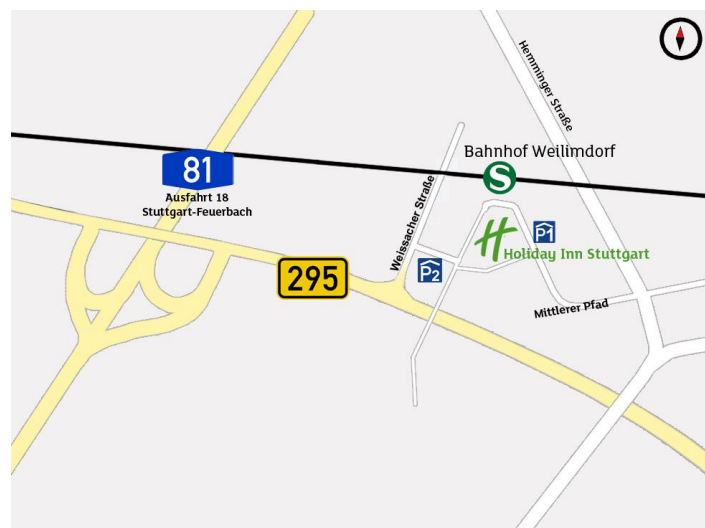 Hemminger Straße
Bahnhof Weilimdorf
S
81
Ausfahrt 18
Stuttgart-Feuerbach
Weissacher Straße
P1
H
Holiday Inn Stuttgart
P2
295
Mittlerer Pfad